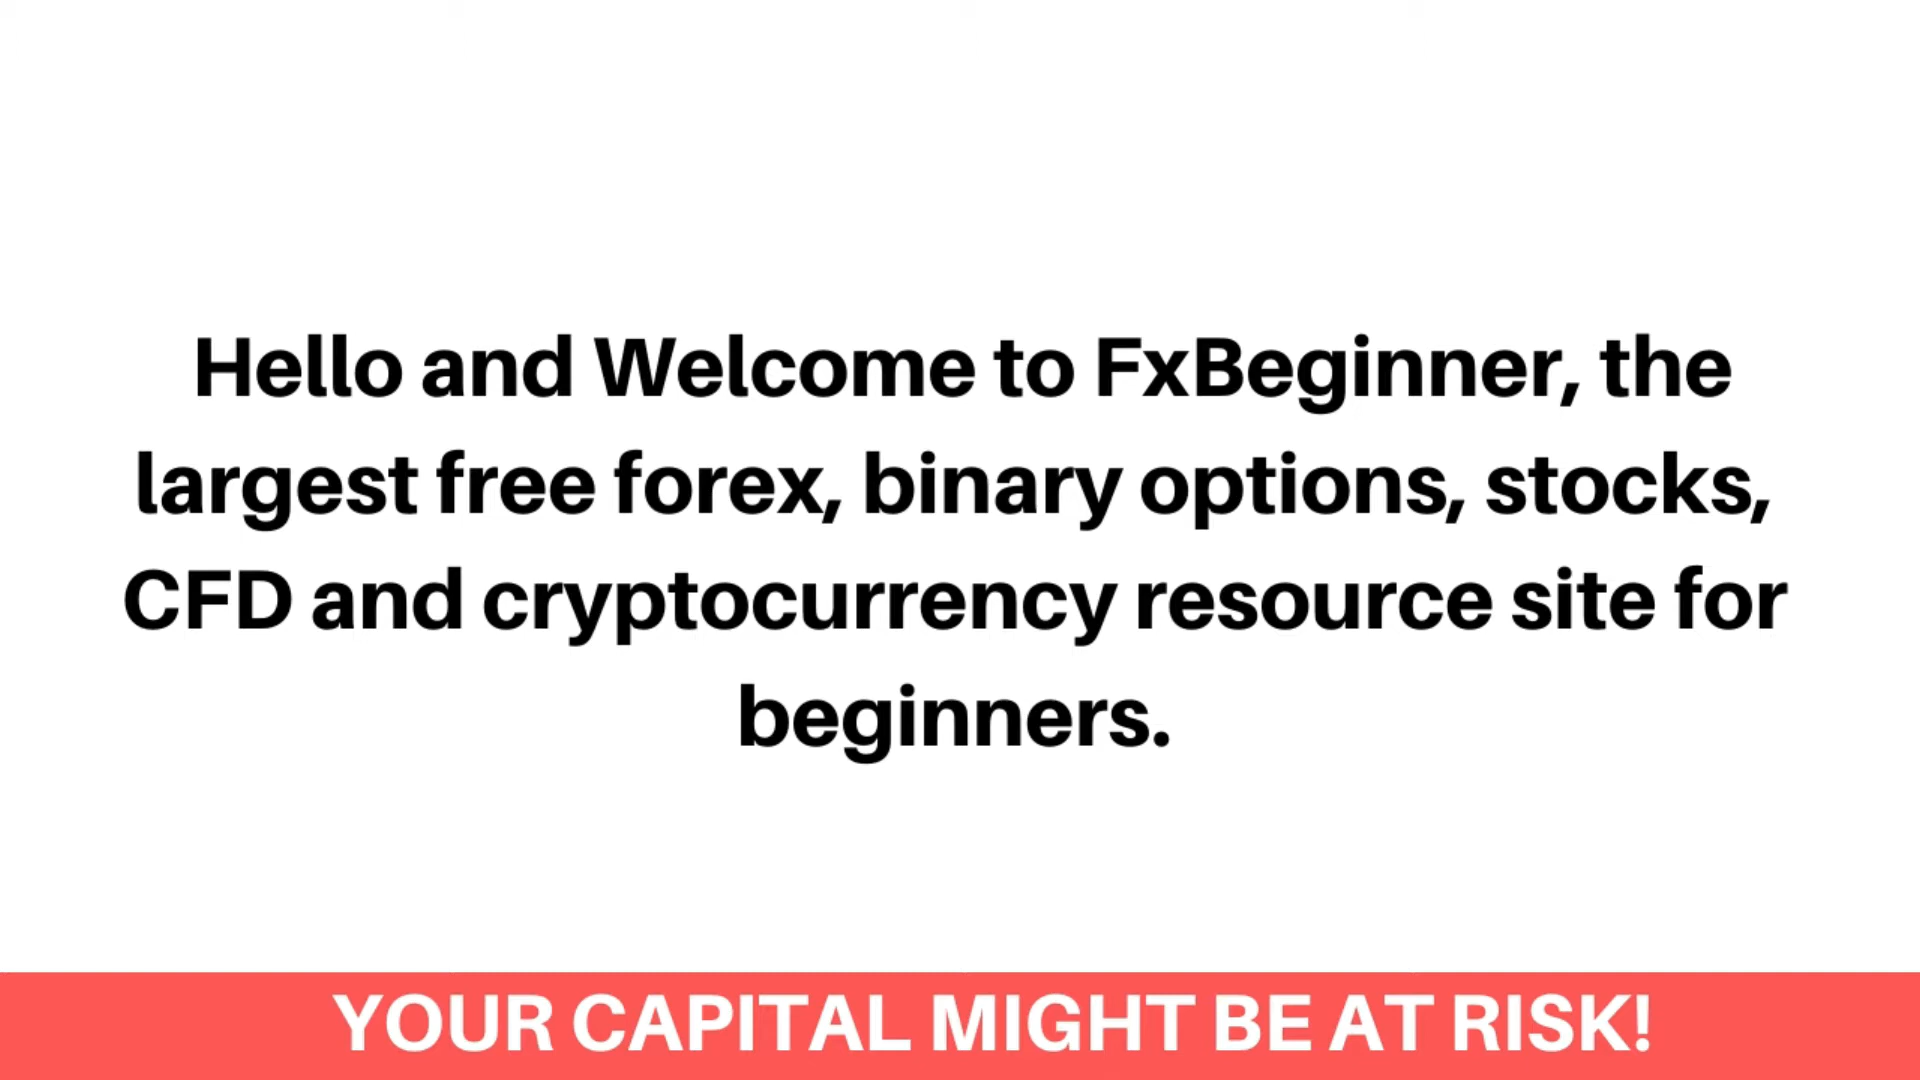 Hello and Welcome to FxBeginner, the
largest free forex, binary options, stocks,
CFD and cryptocurrency resource site for
beginners.
YOUR CAPITAL MIGHT BE AT RISK!